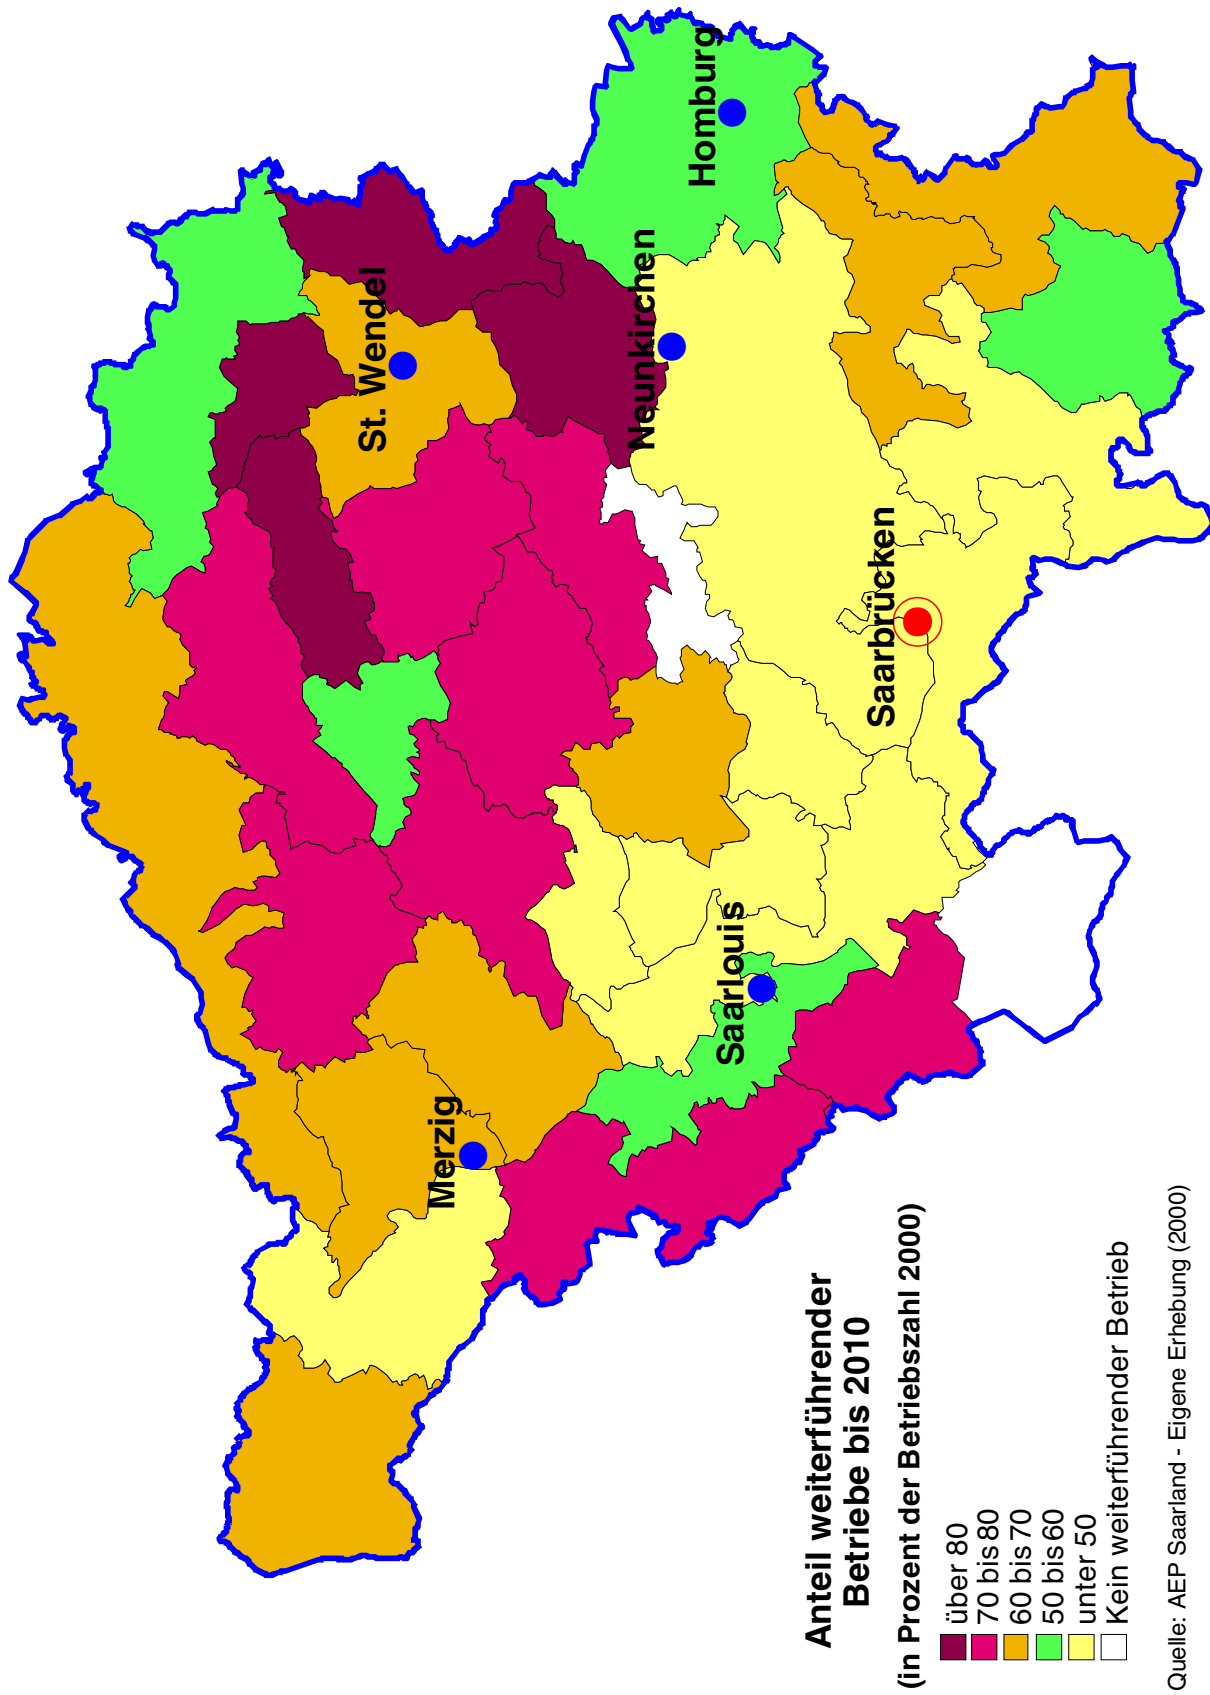 St. Wendel
Homburg
Neunkirchen
Merzig
Saarlouis
Saarbrücken
Anteil weiterführender
Betriebe bis 2010
(in Prozent der Betriebszahl 2000)
über 80
70 bis 80
60 bis 70
50 bis 60
unter 50
Kein weiterführender Betrieb
Quelle: AEP Saarland - Eigene Erhebung (2000)